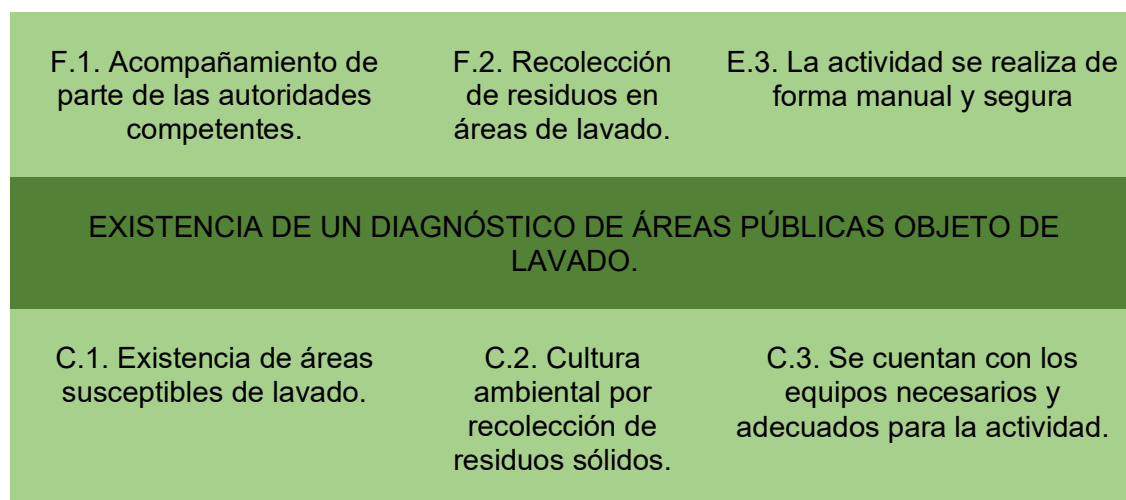 F.1. Acompañamiento de
parte de las autoridades
competentes.
F.2. Recolección
de residuos en
áreas de lavado.
E.3. La actividad se realiza de
forma manual y segura
EXISTENCIA DE UN DIAGNÓSTICO DE ÁREAS PÚBLICAS OBJETO DE
LAVADO.
C.1. Existencia de áreas
susceptibles de lavado.
C.2. Cultura
ambiental por
recolección de
residuos sólidos.
C.3. Se cuentan con los
equipos necesarios y
adecuados para la actividad.